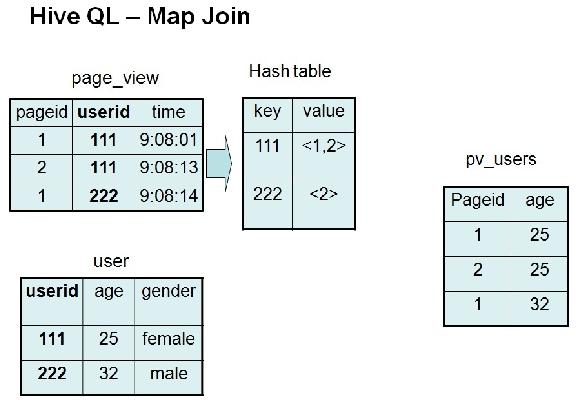 Hive QL – Map Join
page_view
pageid userid time
1 111 9:08:01
2 111 9:08:13
1 222 9:08:14
Hash table
key value
111 <1,2>
222 <2>
pv_users
Pageid age
1 25
2 25
1 32
user
userid age gender
111 25 female
222 32 male